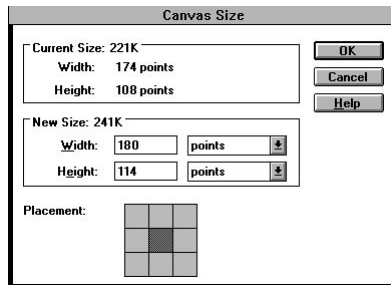 Canvas Size
Current Size: 221K
Width: 174 points
Height: 108 points
OK
Cancel
Help
New Size: 241K
Width: 180 points
Height: 114 points
Placement: